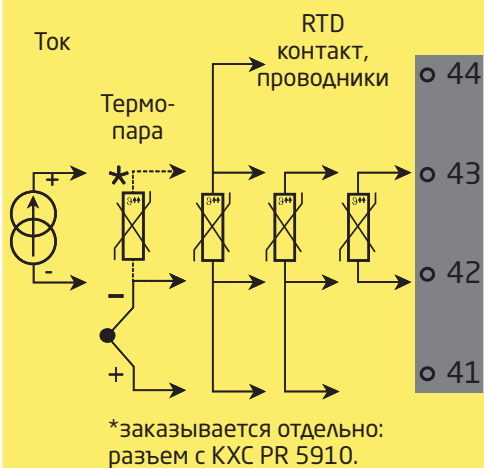 Ток
RTD
контакт,
проводники
Термо-
пара
44
*
+
43
-
-
42
+
41
*заказывается отдельно:
разъем с КХС PR 5910.